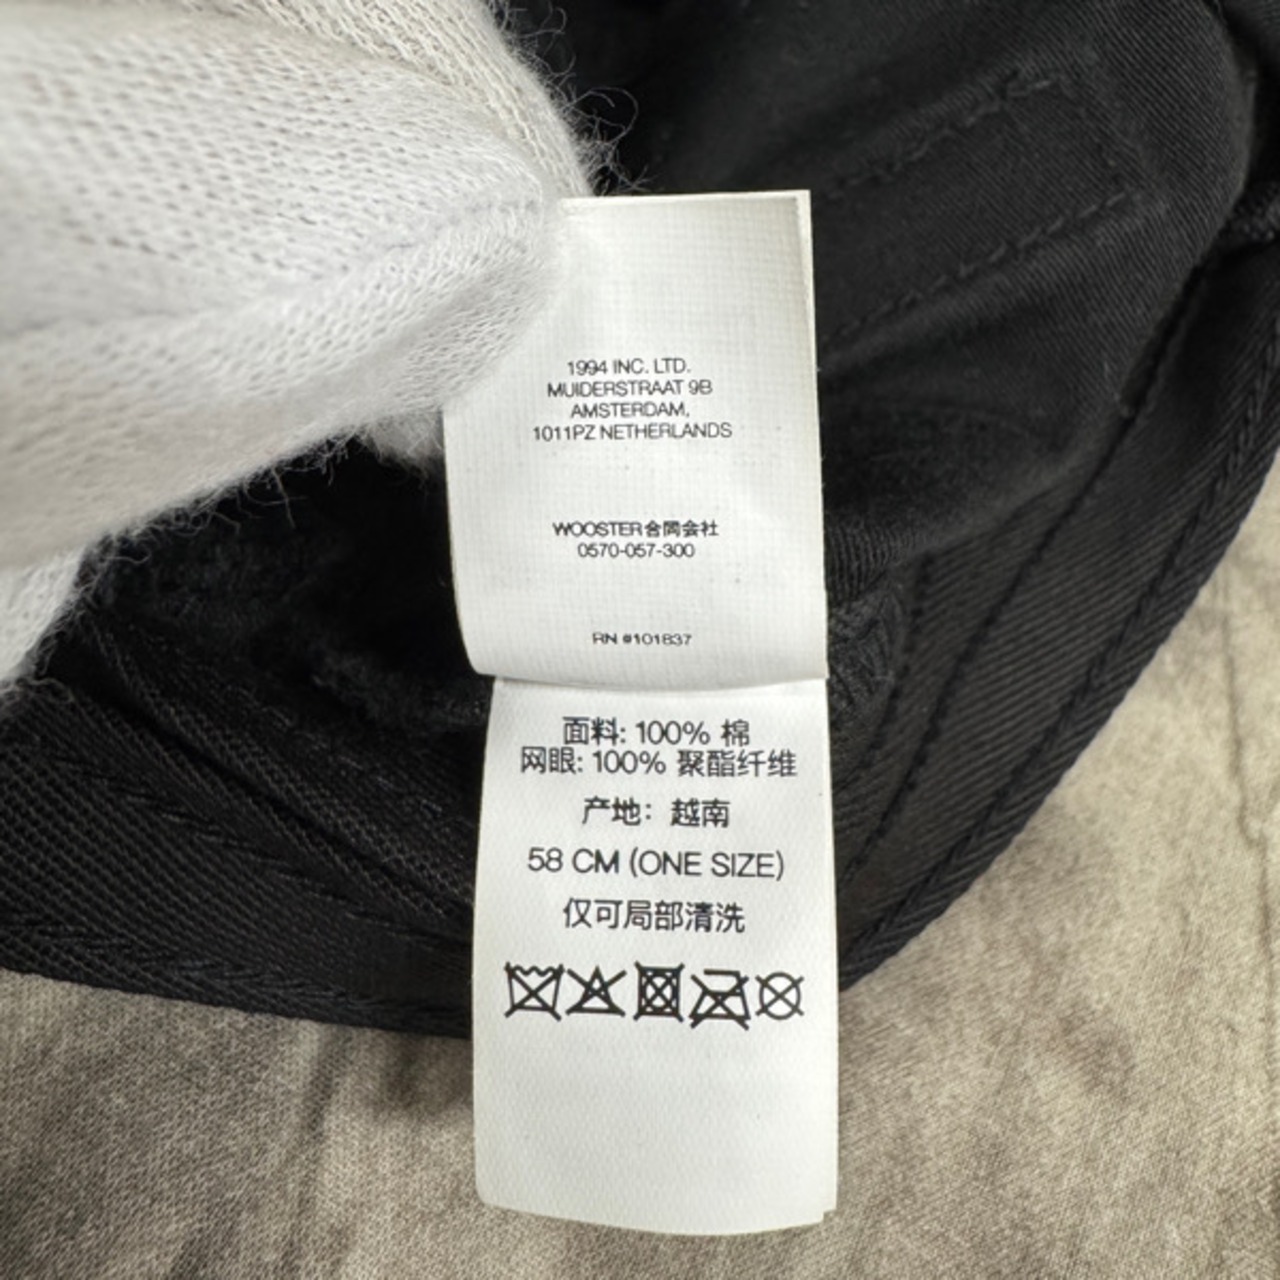 1994 INC. LTD.
MUIDERSTRAAT 9B
AMSTERDAM,
1011PZ NETHERLANDS
WOOSTER合同会社
0570-057-300
RN #101837
面料: 100% 棉
网眼: 100% 聚酯纤维
产地: 越南
58 CM (ONE SIZE)
仅可局部清洗